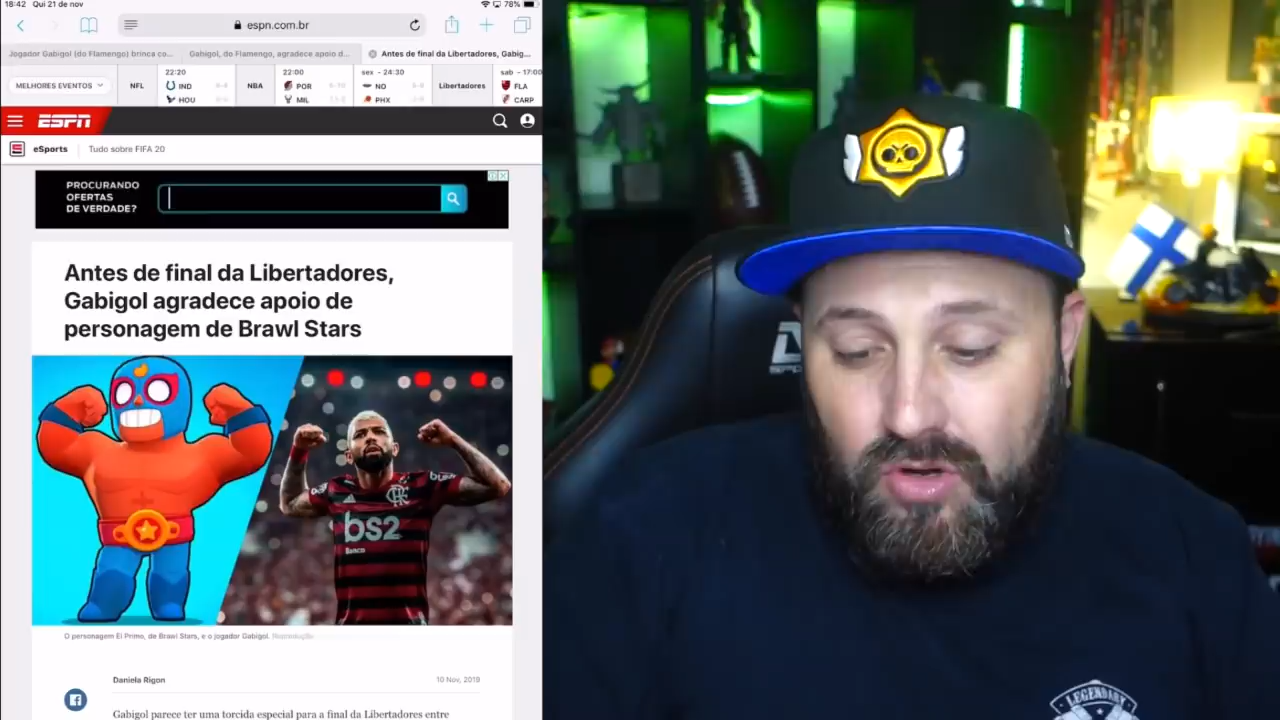 18:42 Qui 21 de nov
78%
espn.com.br
Jogador Gabigol (do Flamengo) brinca co...
Gabigol, do Flamengo, agradece apoio d...
Antes de final da Libertadores, Gabig...
MELHORES EVENTOS
NFL
22:20
IND
HOU
NBA
22:00
POR
MIL
sex - 24:30
NO
PHX
Libertadores
sab - 17:00
FLA
CARP
ESPN
eSports
Tudo sobre FIFA 20
PROCURANDO
OFERTAS
DE VERDADE?
Antes de final da Libertadores,
Gabigol agradece apoio de
personagem de Brawl Stars
bs2
Banco
O personagem El Primo, de Brawl Stars, e o jogador Gabigol. Reprodução
Daniela Rigon
10 Nov, 2019
Gabigol parece ter uma torcida especial para a final da Libertadores entre
LEGENDARY